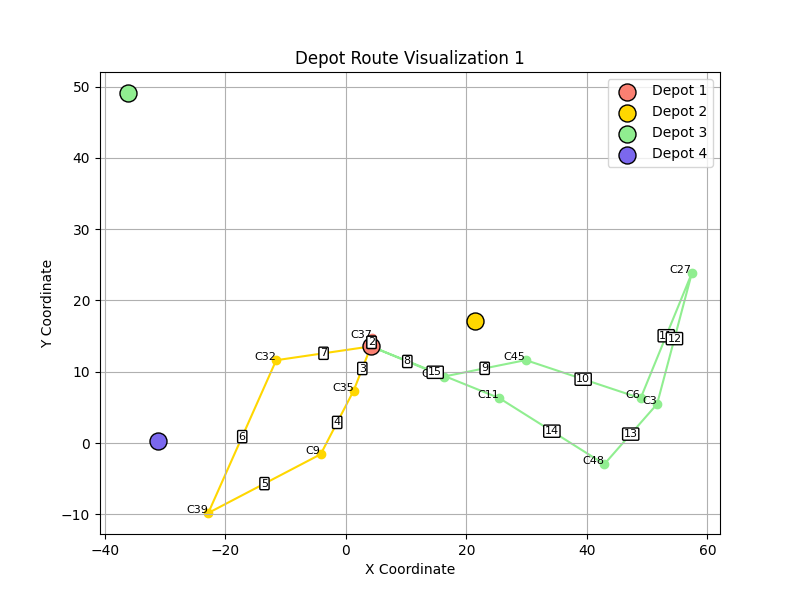 Depot Route Visualization 1
Depot 1
Depot 2
Depot 3
Depot 4
Y Coordinate
50
40
30
20
10
0
−10
C27
C37
2
12
C32
7
3
8
15
9
C45
10
C35
C11
C6
C3
6
4
14
13
C9
5
C48
C39
−40
−20
0
20
40
60
X Coordinate